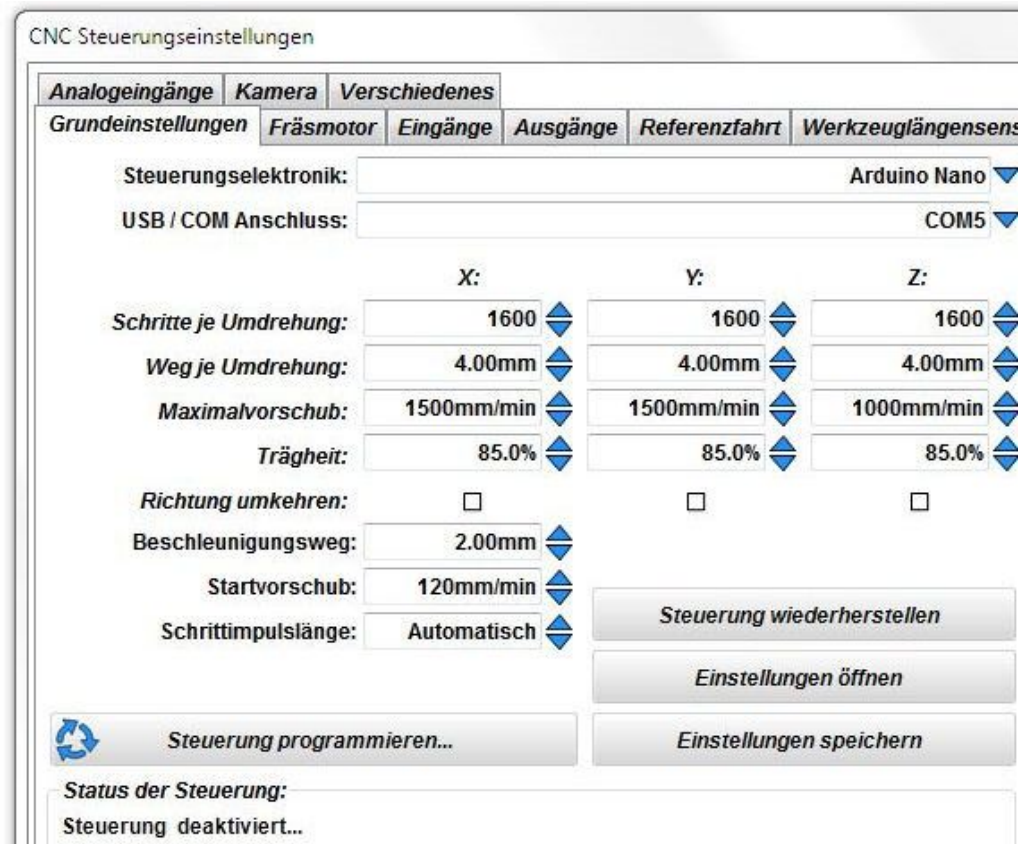 CNC Steuerungseinstellungen
Analogeingänge Kamera Verschiedenes
Grundeinstellungen Fräsmotor Eingänge Ausgänge Referenzfahrt Werkzeuglängensens
Steuerungselektronik: Arduino Nano
USB / COM Anschluss: COM5
X: Y: Z:
Schritte je Umdrehung: 1600 1600 1600
Weg je Umdrehung: 4.00mm 4.00mm 4.00mm
Maximalvorschub: 1500mm/min 1500mm/min 1000mm/min
Trägheit: 85.0% 85.0% 85.0%
Richtung umkehren:
Beschleunigungsweg: 2.00mm
Startvorschub: 120mm/min
Steuerung wiederherstellen
Schrittimpulslänge: Automatisch
Einstellungen öffnen
Steuerung programmieren... Einstellungen speichern
Status der Steuerung:
Steuerung deaktiviert...